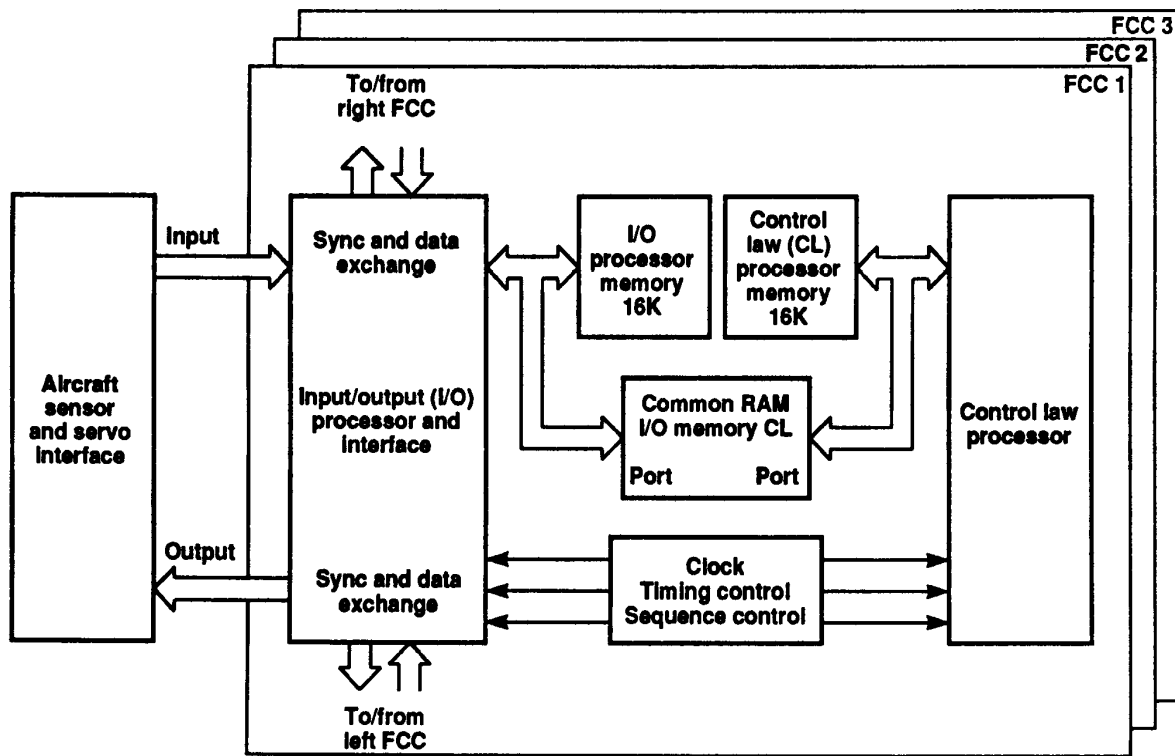 FCC 3
FCC 2
FCC 1
To/from
right FCC
Input
Sync and data
exchange
I/O
processor
memory
16K
Control
law (CL)
processor
memory
16K
Aircraft
sensor
and servo
interface
Input/output (I/O)
processor and
interface
Common RAM
I/O memory CL
Port Port
Control law
processor
Output
Sync and data
exchange
Clock
Timing control
Sequence control
To/from
left FCC